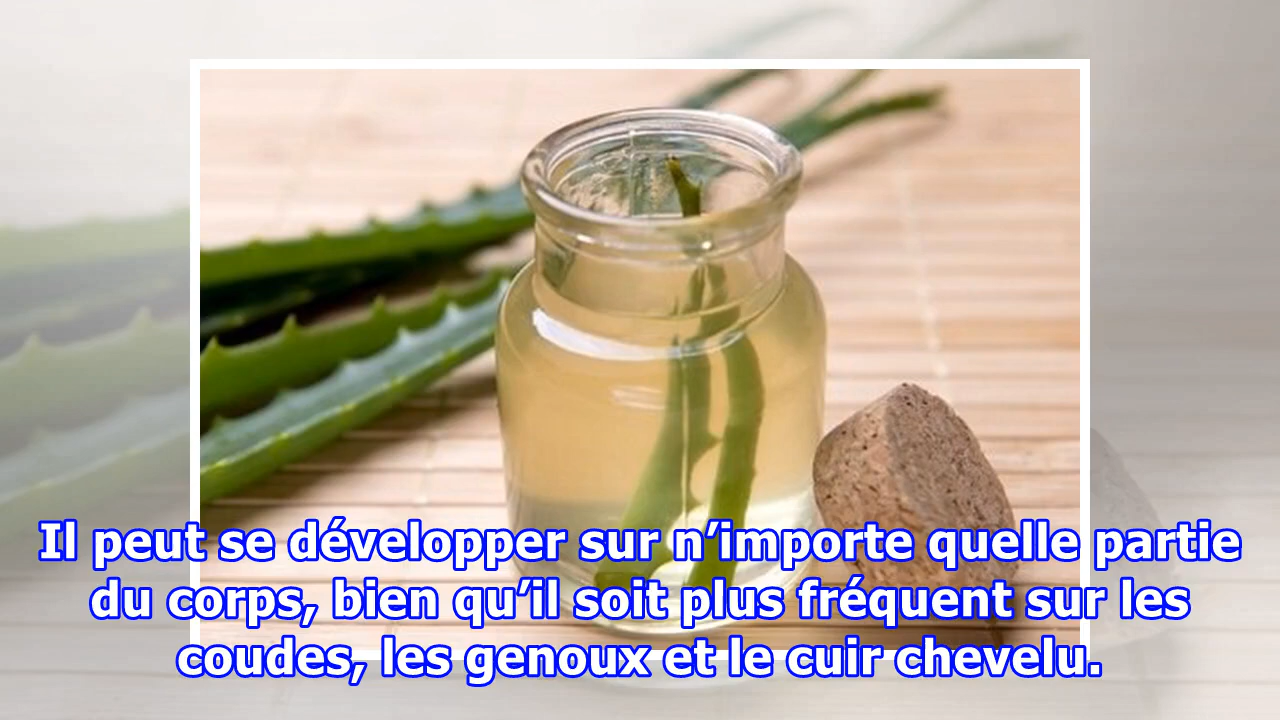 Il peut se développer sur n’importe quelle partie
du corps, bien qu’il soit plus fréquent sur les
coudes, les genoux et le cuir chevelu.